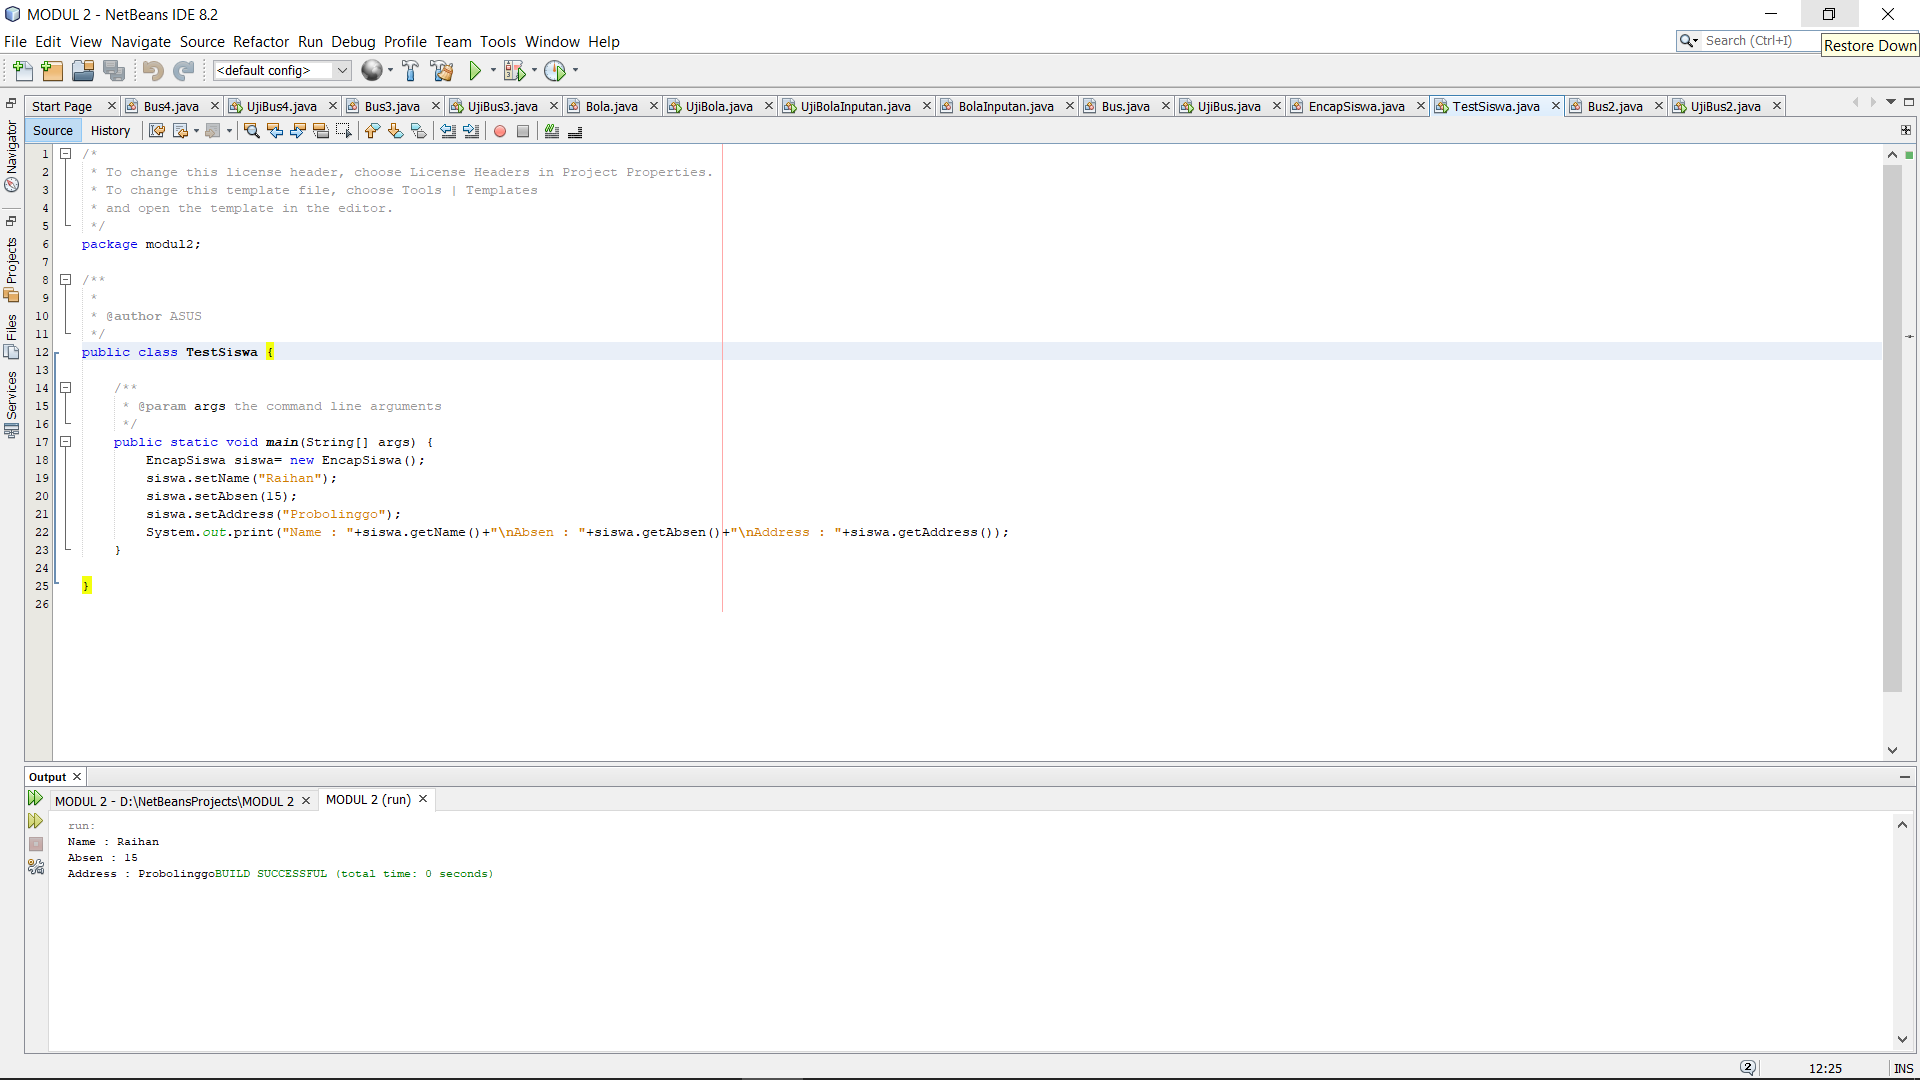 MODUL 2 - NetBeans IDE 8.2
File Edit View Navigate Source Refactor Run Debug Profile Team Tools Window Help
Search (Ctrl+I)
Restore Down
<default config>
Start Page Bus4.java UjiBus4.java Bus3.java UjiBus3.java Bola.java UjiBola.java UjiBolaInputan.java BolaInputan.java Bus.java UjiBus.java EncapSiswa.java TestSiswa.java Bus2.java UjiBus2.java
Source History
Navigator
Projects
Files
Services
1 /*
2 * To change this license header, choose License Headers in Project Properties.
3 * To change this template file, choose Tools | Templates
4 * and open the template in the editor.
5 */
6 package modul2;
7
8 /**
9 *
10 * @author ASUS
11 */
12 public class TestSiswa {
13
14 /**
15 * @param args the command line arguments
16 */
17 public static void main(String[] args) {
18 EncapSiswa siswa= new EncapSiswa();
19 siswa.setName("Raihan");
20 siswa.setAbsen(15);
21 siswa.setAddress("Probolinggo");
22 System.out.print("Name : "+siswa.getName()+"\nAbsen : "+siswa.getAbsen()+"\nAddress : "+siswa.getAddress());
23 }
24
25 }
26
Output
MODUL 2 - D:\NetBeansProjects\MODUL 2 MODUL 2 (run)
run:
Name : Raihan
Absen : 15
Address : ProbolinggoBUILD SUCCESSFUL (total time: 0 seconds)
2 12:25 INS